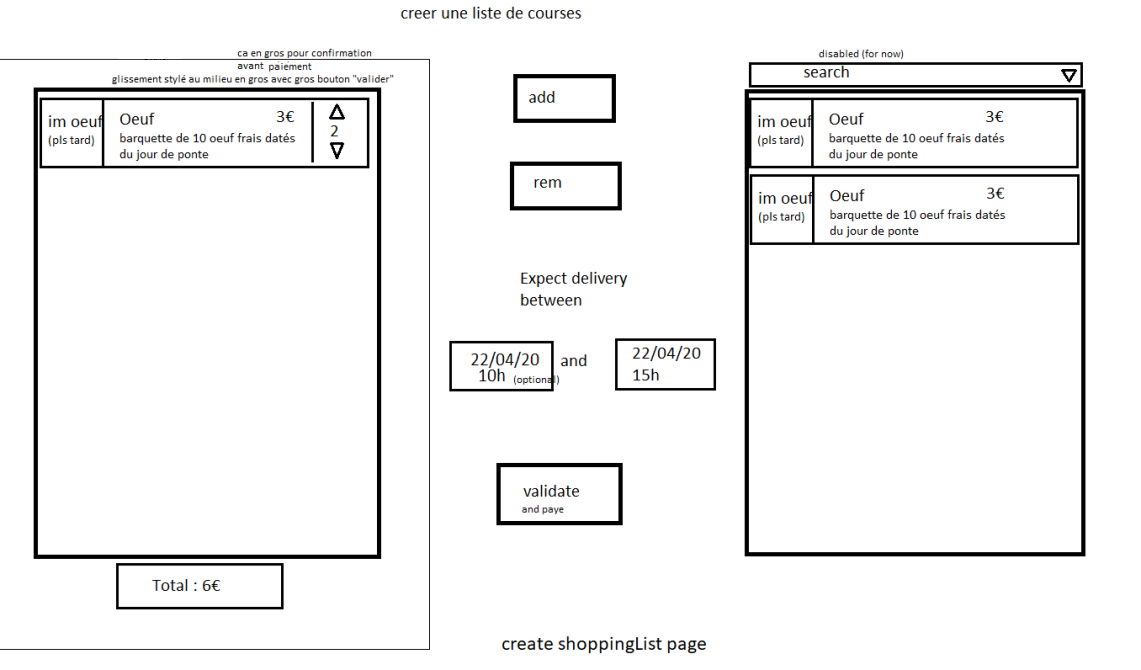 creer une liste de courses
ca en gros pour confirmation
avant paiement
glissement stylé au milieu en gros avec gros bouton "valider"
disabled (for now)
search
im oeuf
(pls tard)
Oeuf
3€
barquette de 10 oeuf frais datés
du jour de ponte
2
add
rem
Expect delivery
between
22/04/20
10h (optional)
and
22/04/20
15h
validate
and paye
im oeuf
(pls tard)
Oeuf
3€
barquette de 10 oeuf frais datés
du jour de ponte
im oeuf
(pls tard)
Oeuf
3€
barquette de 10 oeuf frais datés
du jour de ponte
Total : 6€
create shoppingList page